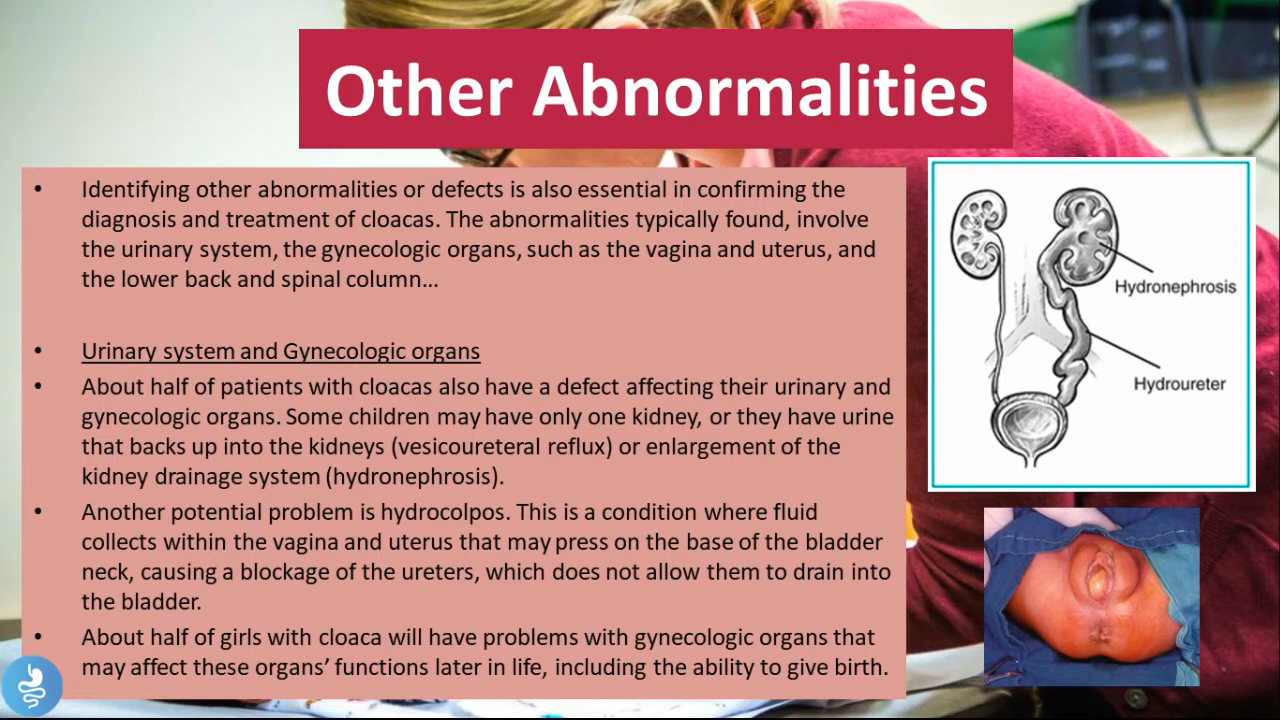 Other Abnormalities
• Identifying other abnormalities or defects is also essential in confirming the
diagnosis and treatment of cloacas. The abnormalities typically found, involve
the urinary system, the gynecologic organs, such as the vagina and uterus, and
the lower back and spinal column...
• Urinary system and Gynecologic organs
• About half of patients with cloacas also have a defect affecting their urinary and
gynecologic organs. Some children may have only one kidney, or they have urine
that backs up into the kidneys (vesicoureteral reflux) or enlargement of the
kidney drainage system (hydronephrosis).
• Another potential problem is hydrocolpos. This is a condition where fluid
collects within the vagina and uterus that may press on the base of the bladder
neck, causing a blockage of the ureters, which does not allow them to drain into
the bladder.
• About half of girls with cloaca will have problems with gynecologic organs that
may affect these organs’ functions later in life, including the ability to give birth.
Hydronephrosis
Hydroureter